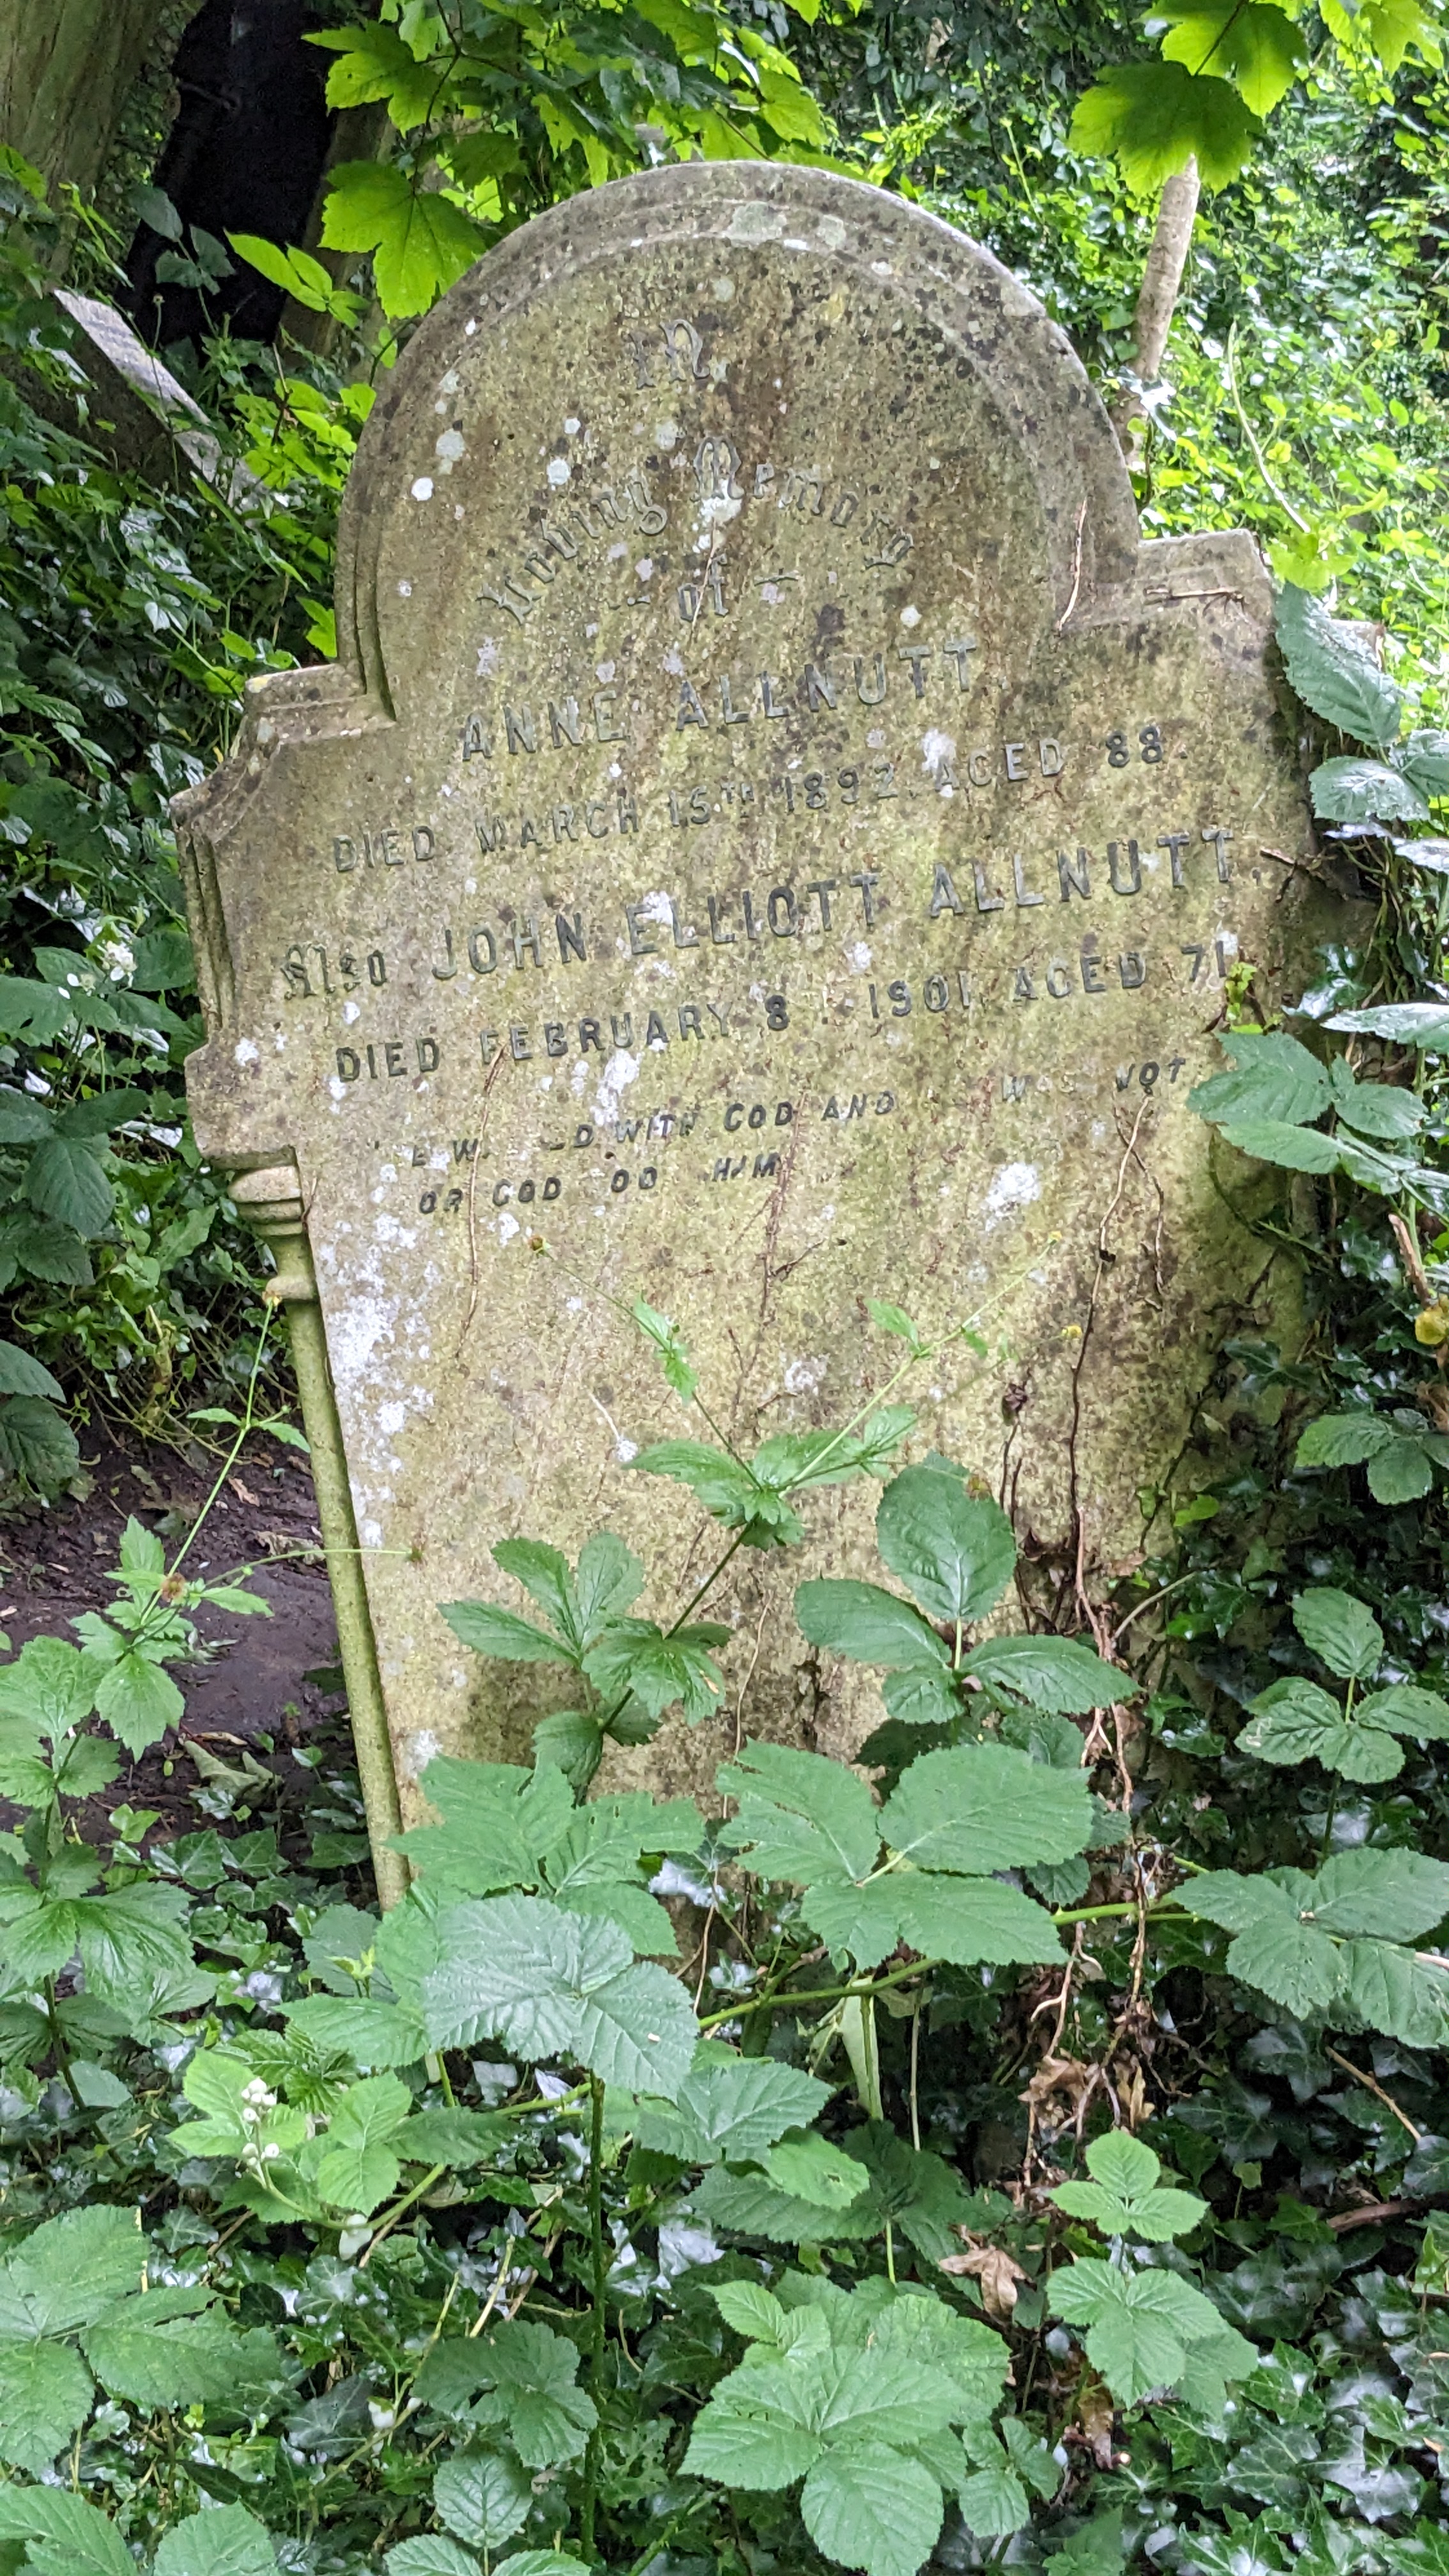 In
Loving Memory
of
ANNE ALLNUTT
DIED MARCH 15TH 1892. AGED 88.
Also JOHN ELLIOTT ALLNUTT,
DIED FEBRUARY 8 1901. AGED 71.
WITH GOD AND NOT
GOD HIM